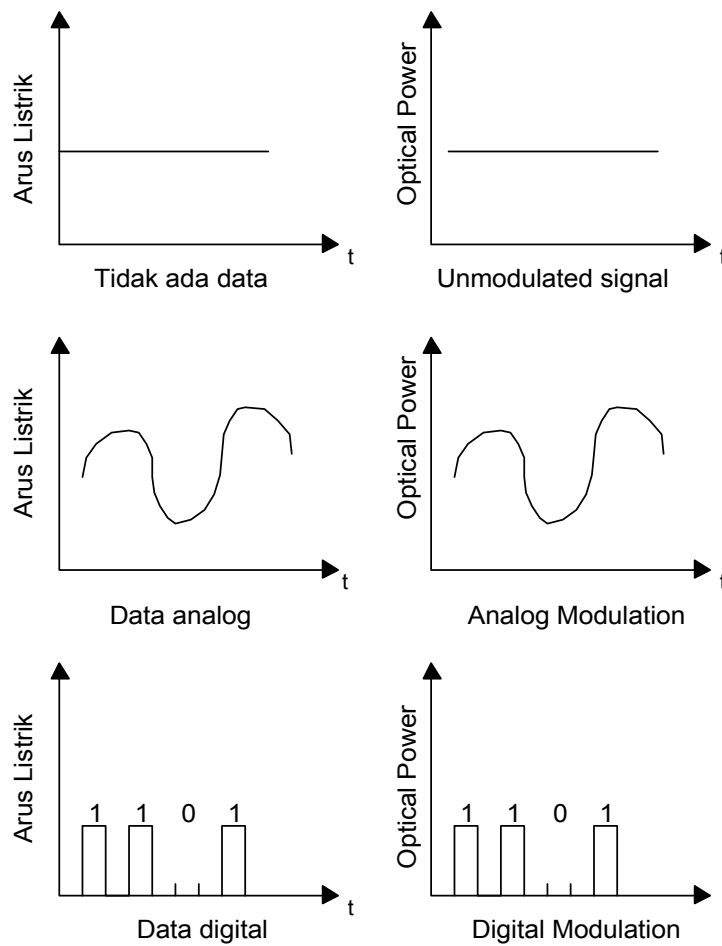 Arus Listrik
t
Tidak ada data
Optical Power
t
Unmodulated signal
Arus Listrik
t
Data analog
Optical Power
t
Analog Modulation
Arus Listrik
1 1 0 1
t
Data digital
Optical Power
1 1 0 1
Digital Modulation